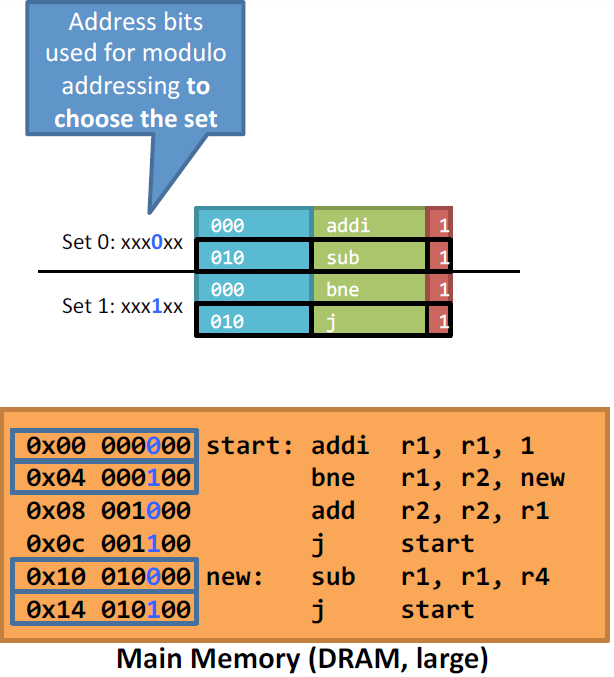 Address bits
used for modulo
addressing to
choose the set
Set 0: xxx0xx
000 addi 1
010 sub 1
Set 1: xxx1xx
000 bne 1
010 j 1
0x00 000000 start: addi r1, r1, 1
0x04 000100 bne r1, r2, new
0x08 001000 add r2, r2, r1
0x0c 001100 j start
0x10 010000 new: sub r1, r1, r4
0x14 010100 j start
Main Memory (DRAM, large)